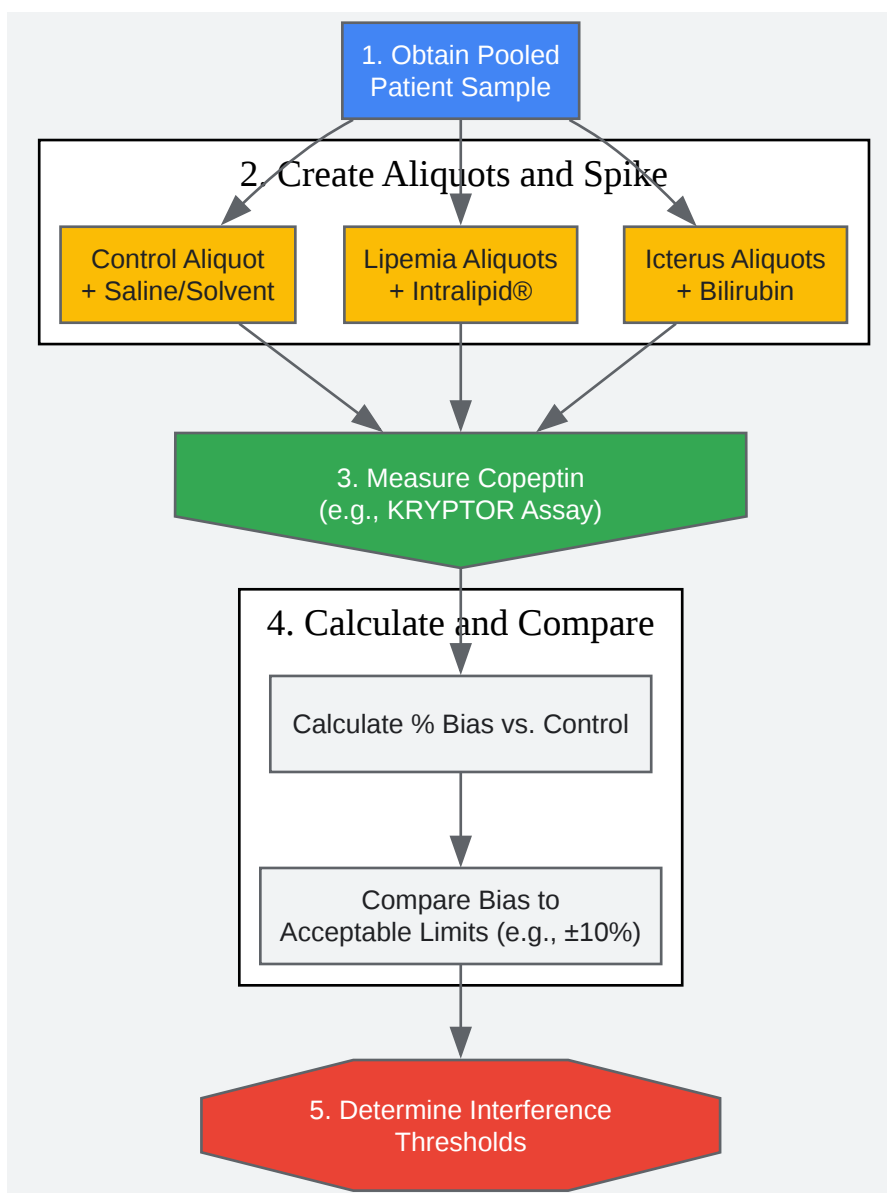 1. Obtain Pooled
Patient Sample
2. Create Aliquots and Spike
Control Aliquot
+ Saline/Solvent
Lipemia Aliquots
+ Intralipid®
Icterus Aliquots
+ Bilirubin
3. Measure Copeptin
(e.g., KRYPTOR Assay)
4. Calculate and Compare
Calculate % Bias vs. Control
Compare Bias to
Acceptable Limits (e.g., ±10%)
5. Determine Interference
Thresholds